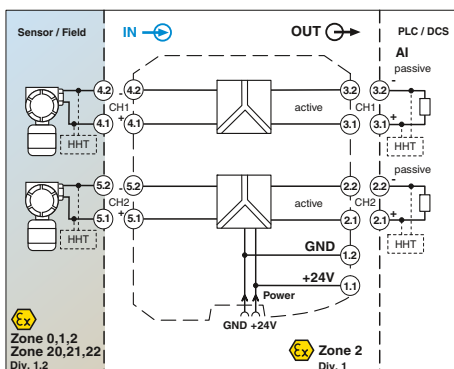 Sensor / Field IN OUT PLC / DCS
AI
passive
4.2 4.2 3.2 3.2
- -
CH1 CH1
+ active +
4.1 4.1 3.1 3.1
HHT HHT
passive
5.2 5.2 2.2 2.2
- -
CH2 CH2
+ active +
5.1 5.1 2.1 2.1
HHT HHT
GND 1.2
+24V 1.1
Power
GND +24V
Ex
Zone 0,1,2
Zone 20,21,22
Div. 1,2
Ex Zone 2
Div. 1